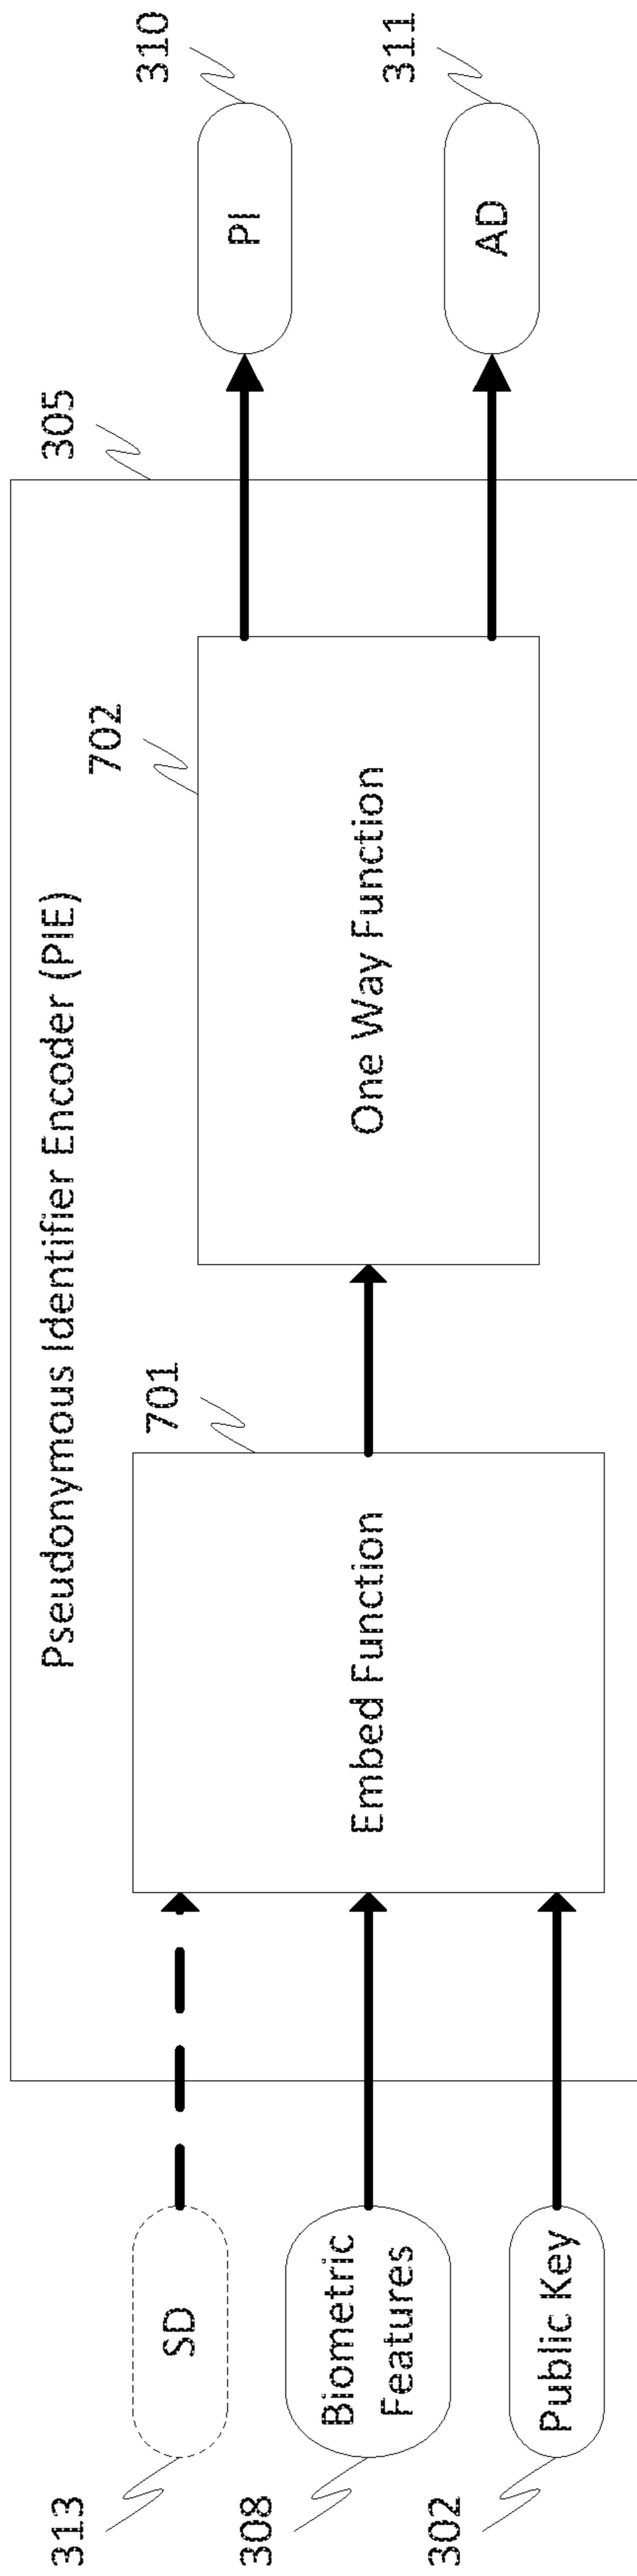 Pseudonymous Identifier Encoder (PIE)
305
313
SD
308
Biometric
Features
302
Public Key
701
Embed Function
702
One Way Function
310
PI
311
AD